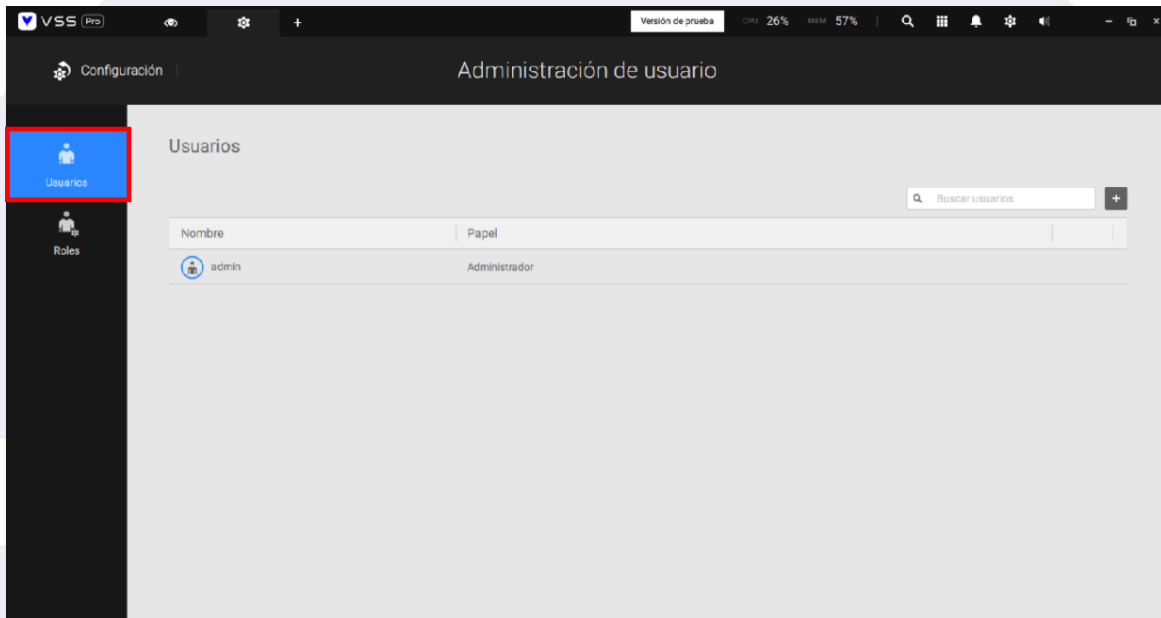 VSS Pro
+
Versión de prueba
CPU 26%
MEM 57%
Configuración
Administración de usuario
Usuarios
Roles
Usuarios
Buscar usuarios
+
Nombre
Papel
admin
Administrador